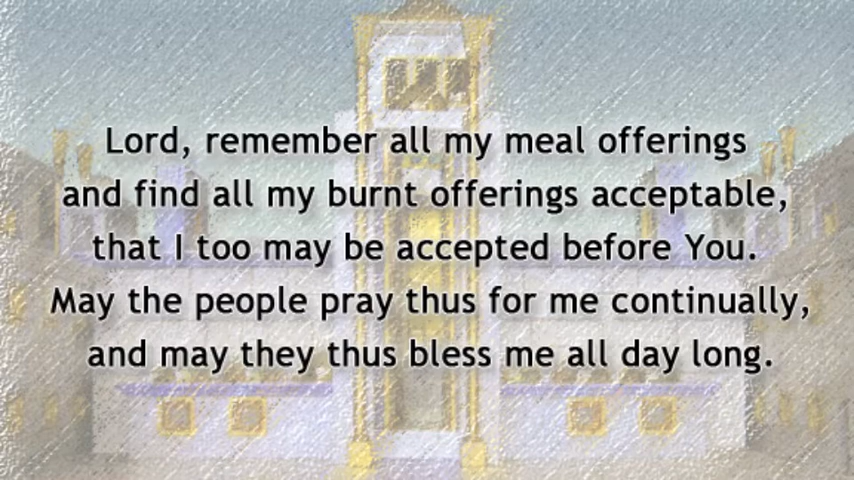 Lord, remember all my meal offerings
and find all my burnt offerings acceptable,
that I too may be accepted before You.
May the people pray thus for me continually,
and may they thus bless me all day long.